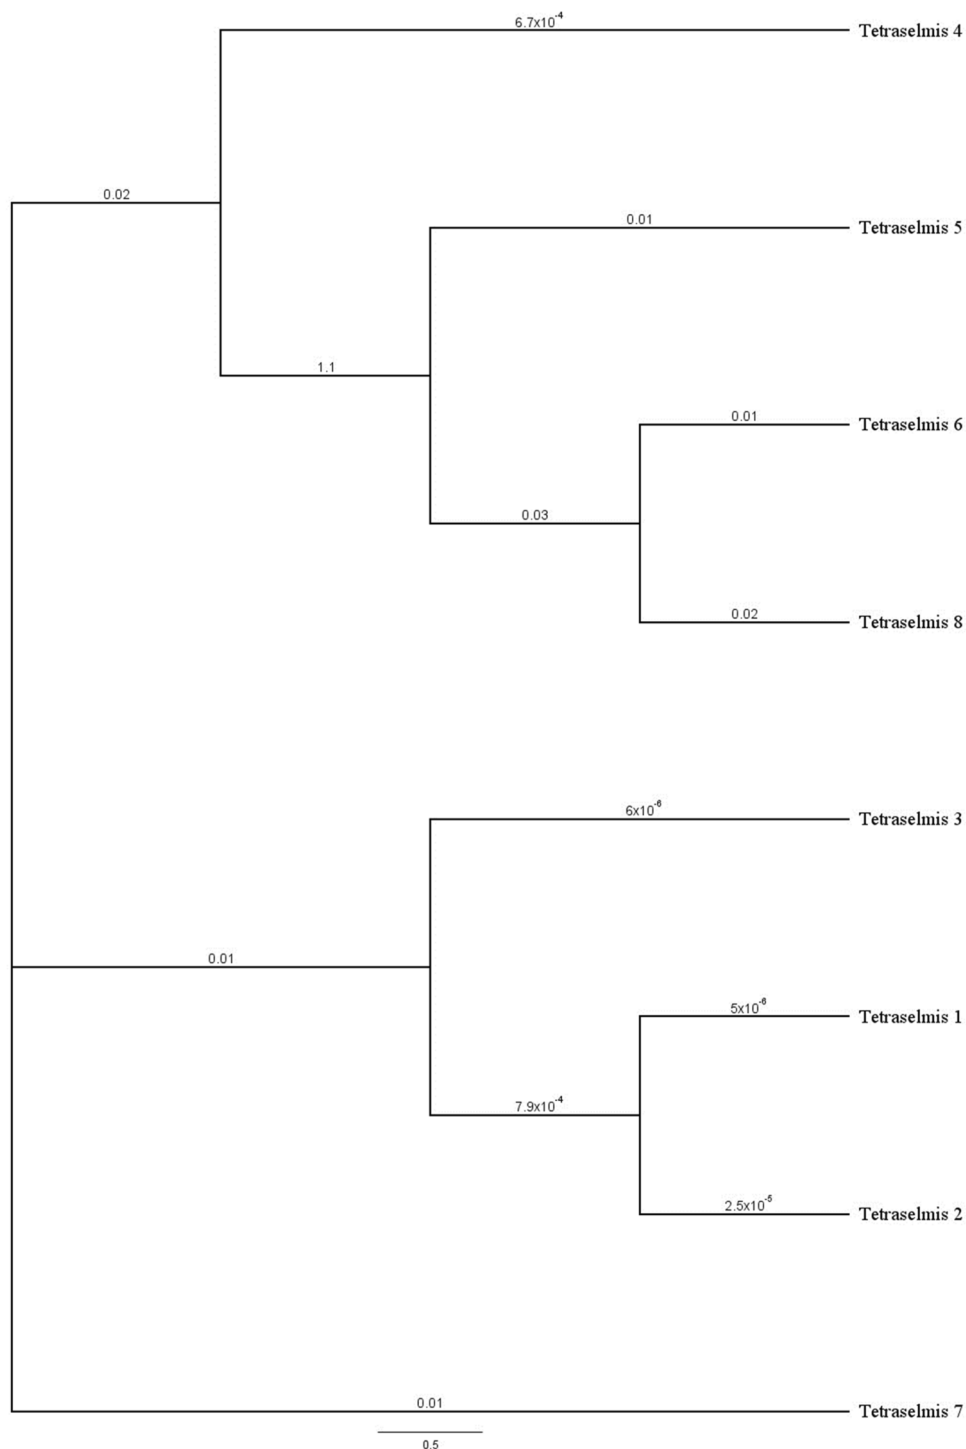 6.7x10⁻⁴
Tetraselmis 4
0.02
0.01
Tetraselmis 5
1.1
0.01
Tetraselmis 6
0.03
0.02
Tetraselmis 8
6x10⁻⁶
Tetraselmis 3
0.01
5x10⁻⁶
Tetraselmis 1
7.9x10⁻⁴
2.5x10⁻⁵
Tetraselmis 2
0.01
Tetraselmis 7
0.5